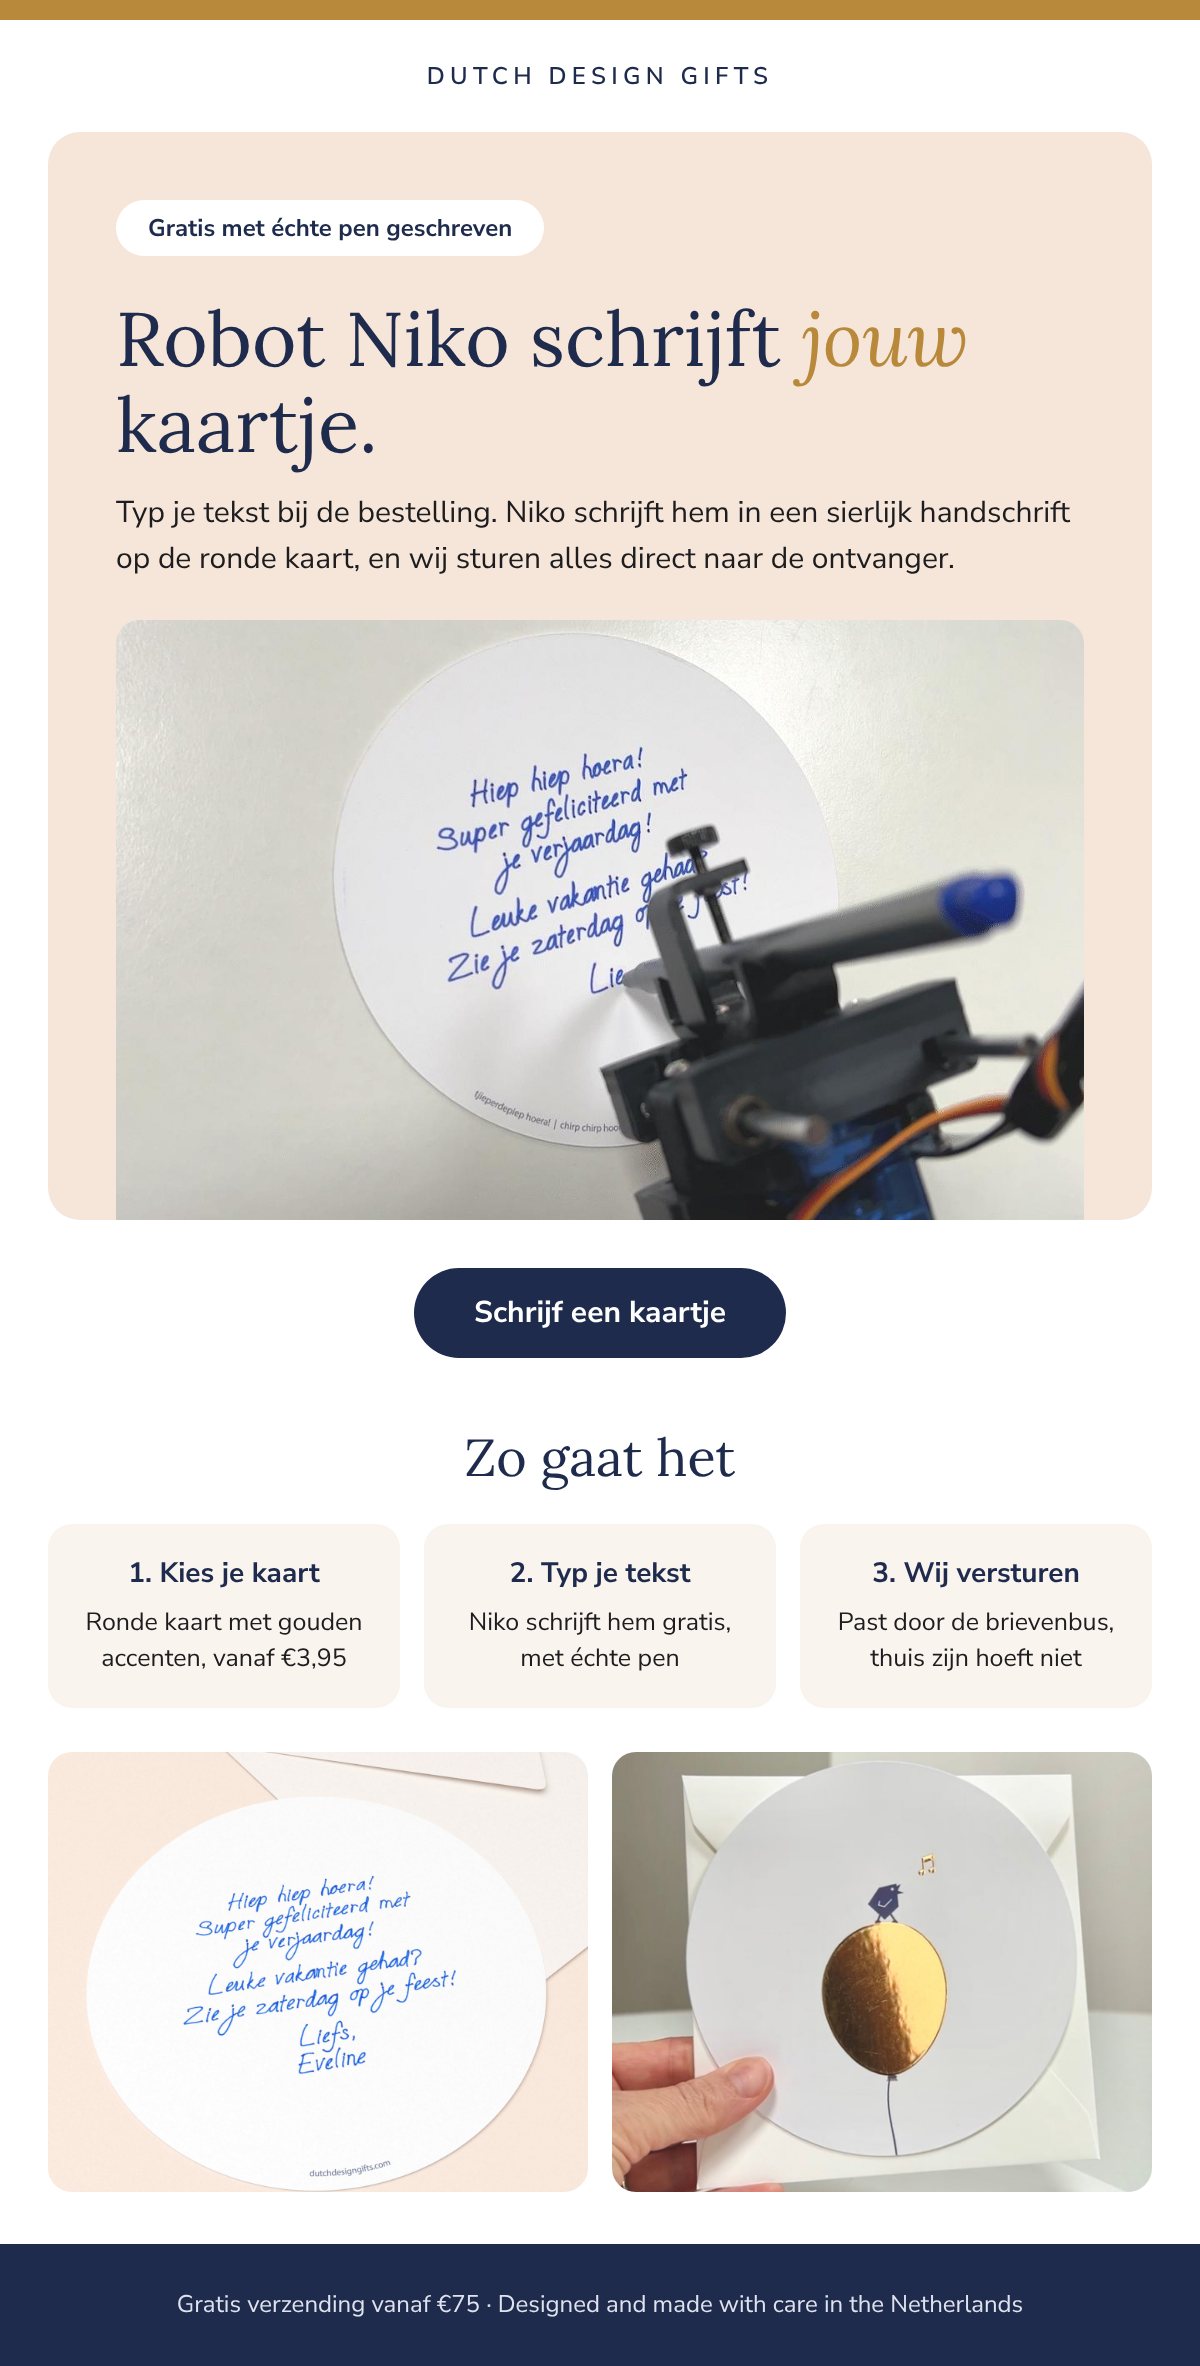 DUTCH DESIGN GIFTS
Gratis met échte pen geschreven
Robot Niko schrijft jouw
kaartje.
Typ je tekst bij de bestelling. Niko schrijft hem in een sierlijk handschrift
op de ronde kaart, en wij sturen alles direct naar de ontvanger.
Hiep hiep hoera!
Super gefeliciteerd met
je verjaardag!
Leuke vakantie gehad?
Zie je zaterdag
Lie
tjieperdepiep hoera! | chirp chirp
Schrijf een kaartje
Zo gaat het
1. Kies je kaart
Ronde kaart met gouden
accenten, vanaf €3,95
2. Typ je tekst
Niko schrijft hem gratis,
met échte pen
3. Wij versturen
Past door de brievenbus,
thuis zijn hoeft niet
Hiep hiep hoera!
Super gefeliciteerd met
je verjaardag!
Leuke vakantie gehad?
Zie je zaterdag op je feest!
Liefs,
Eveline
dutchdesigngifts.com
Gratis verzending vanaf €75 · Designed and made with care in the Netherlands